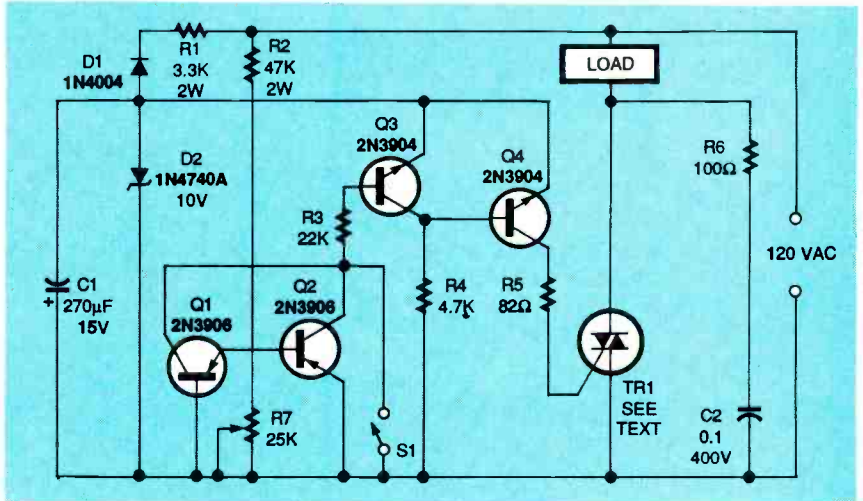 D1
1N4004
R1
3.3K
2W
R2
47K
2W
LOAD
D2
1N4740A
10V
Q3
2N3904
Q4
2N3904
R6
100Ω
R3
22K
120 VAC
+
C1
270µF
15V
Q1
2N3906
Q2
2N3906
R4
4.7K
R5
82Ω
R7
25K
S1
TR1
SEE
TEXT
C2
0.1
400V